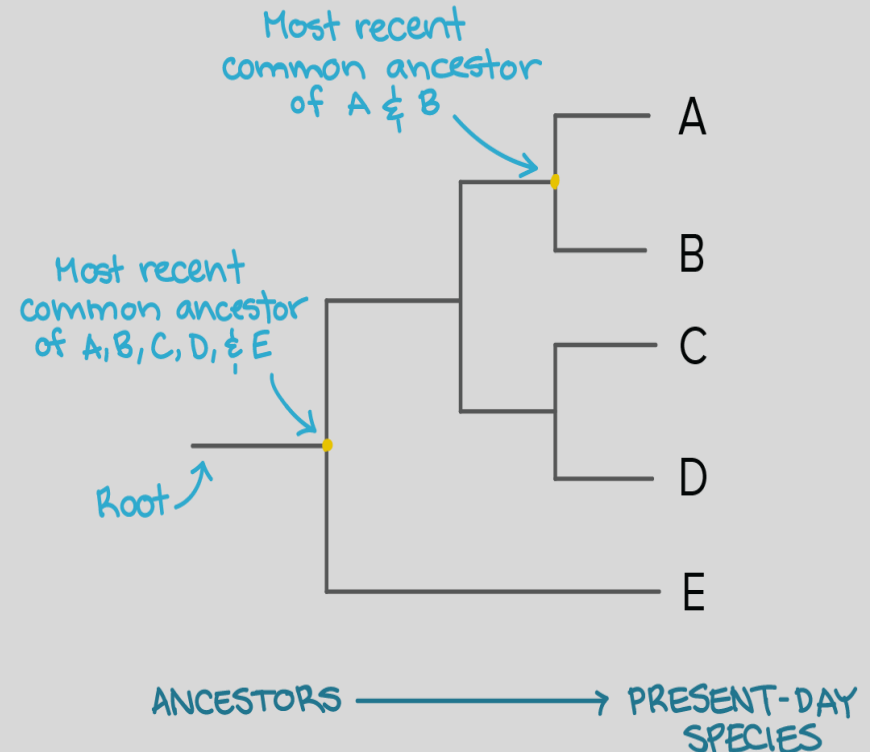 Most recent
common ancestor
of A & B
A
B
Most recent
common ancestor
of A, B, C, D, & E
C
Root
D
E
ANCESTORS
PRESENT-DAY
SPECIES